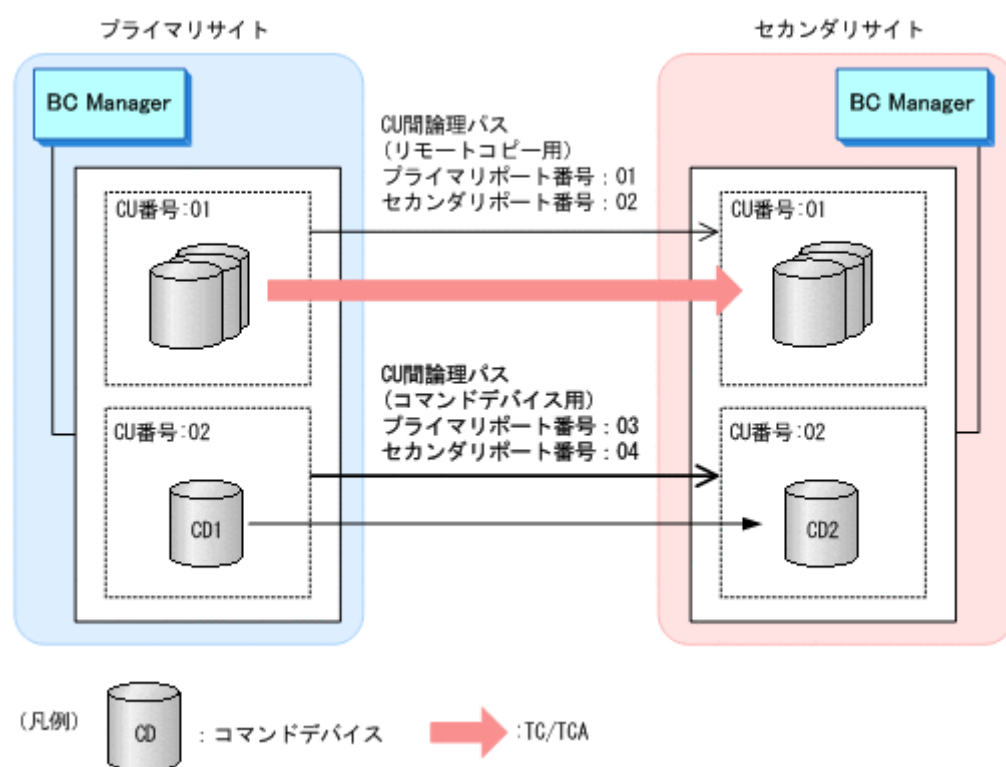 プライマリサイト
セカンダリサイト
BC Manager
BC Manager
CU間論理パス
(リモートコピー用)
プライマリポート番号：01
セカンダリポート番号：02
CU番号:01
CU番号:01
CU間論理パス
(コマンドデバイス用)
プライマリポート番号：03
セカンダリポート番号：04
CU番号:02
CU番号:02
CD1
CD2
(凡例)
CD
：コマンドデバイス
:TC/TCA